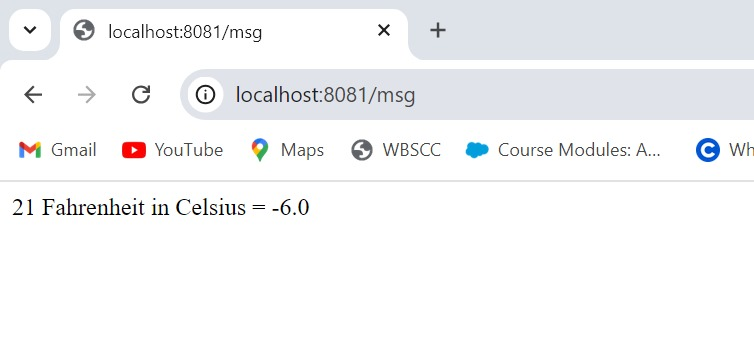 localhost:8081/msg
localhost:8081/msg
Gmail YouTube Maps WBSCC Course Modules: A... Wh
21 Fahrenheit in Celsius = -6.0